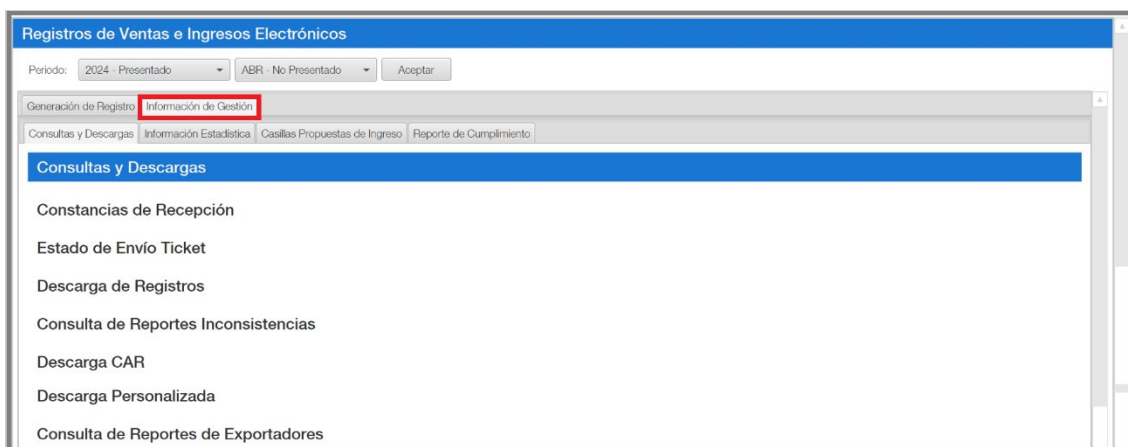 Registros de Ventas e Ingresos Electrónicos
Periodo: 2024 - Presentado ABR - No Presentado Aceptar
Generación de Registro Información de Gestión
Consultas y Descargas Información Estadística Casillas Propuestas de Ingreso Reporte de Cumplimiento
Consultas y Descargas
Constancias de Recepción
Estado de Envío Ticket
Descarga de Registros
Consulta de Reportes Inconsistencias
Descarga CAR
Descarga Personalizada
Consulta de Reportes de Exportadores